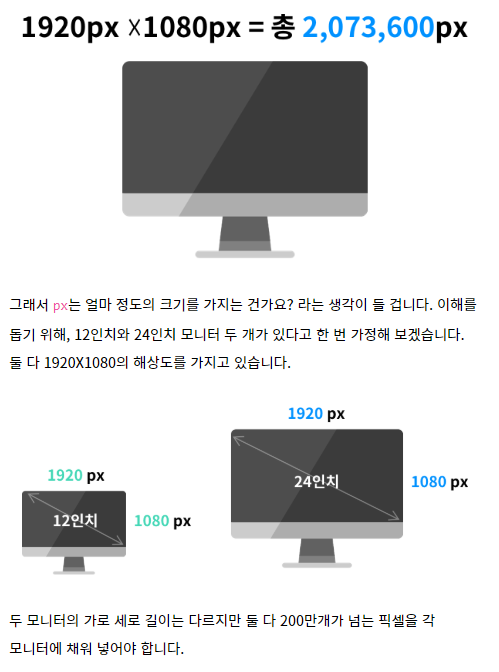 1920px X1080px = 총 2,073,600px
그래서 px는 얼마 정도의 크기를 가지는 건가요? 라는 생각이 들 겁니다. 이해를
돕기 위해, 12인치와 24인치 모니터 두 개가 있다고 한 번 가정해 보겠습니다.
둘 다 1920X1080의 해상도를 가지고 있습니다.
1920 px
12인치
1080 px
1920 px
24인치
1080 px
두 모니터의 가로 세로 길이는 다르지만 둘 다 200만개가 넘는 픽셀을 각
모니터에 채워 넣어야 합니다.